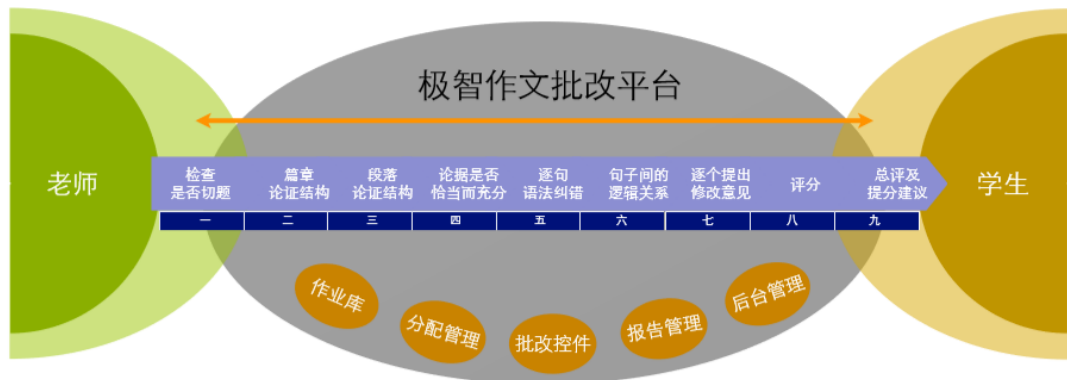 极智作文批改平台
老师
检查
是否切题
篇章
论证结构
段落
论证结构
论据是否
恰当而充分
逐句
语法纠错
句子间的
逻辑关系
逐个提出
修改意见
评分
总评及
提分建议
学生
一 二 三 四 五 六 七 八 九
作业库
分配管理
批改控件
报告管理
后台管理